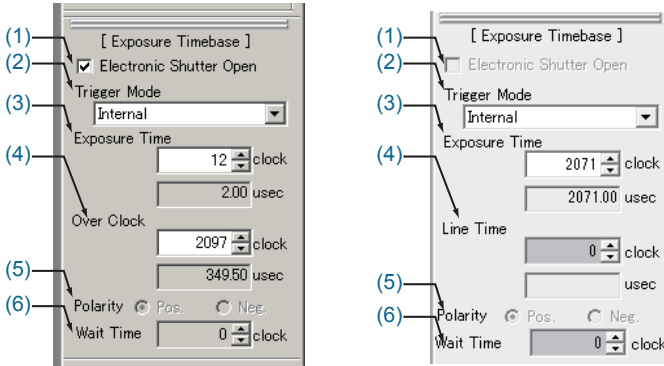 [ Exposure Timebase ]
(1)
Electronic Shutter Open
(2)
Trigger Mode
Internal
(3)
Exposure Time
12 clock
(4)
2.00 usec
Over Clock
2097 clock
349.50 usec
(5)
Polarity Pos. Neg.
(6)
Wait Time 0 clock
[ Exposure Timebase ]
(1)
Electronic Shutter Open
(2)
Trigger Mode
Internal
(3)
Exposure Time
2071 clock
(4)
2071.00 usec
Line Time
0 clock
usec
(5)
Polarity Pos. Neg.
(6)
Wait Time 0 clock